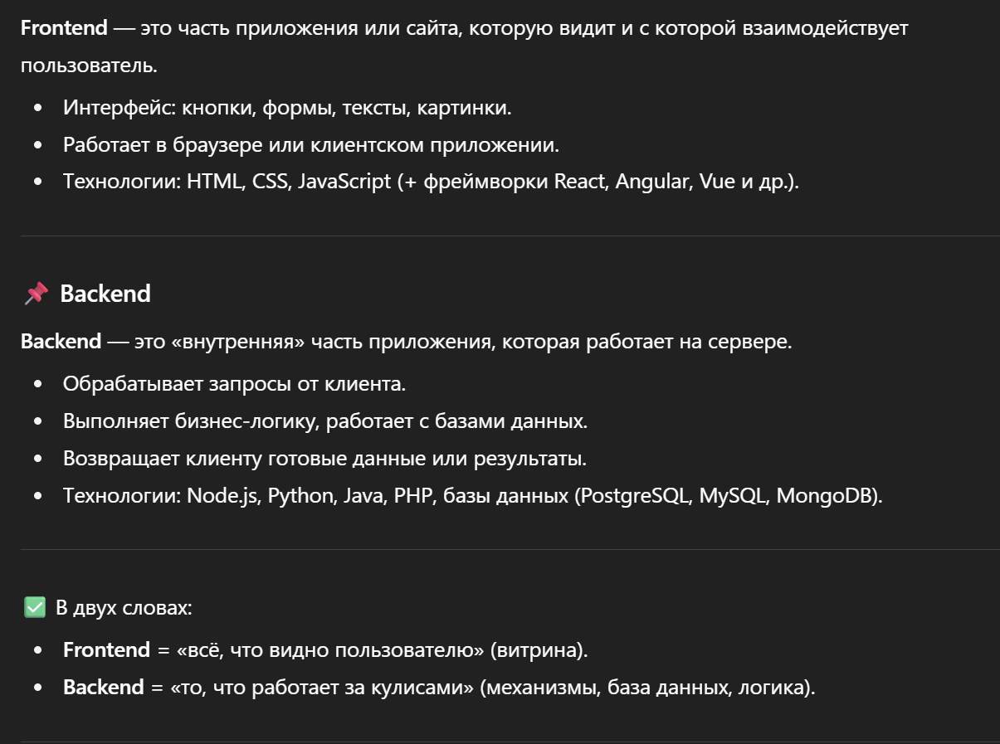 Frontend — это часть приложения или сайта, которую видит и с которой взаимодействует
пользователь.
• Интерфейс: кнопки, формы, тексты, картинки.
• Работает в браузере или клиентском приложении.
• Технологии: HTML, CSS, JavaScript (+ фреймворки React, Angular, Vue и др.).
📌 Backend
Backend — это «внутренняя» часть приложения, которая работает на сервере.
• Обрабатывает запросы от клиента.
• Выполняет бизнес-логику, работает с базами данных.
• Возвращает клиенту готовые данные или результаты.
• Технологии: Node.js, Python, Java, PHP, базы данных (PostgreSQL, MySQL, MongoDB).
✅ В двух словах:
• Frontend = «всё, что видно пользователю» (витрина).
• Backend = «то, что работает за кулисами» (механизмы, база данных, логика).